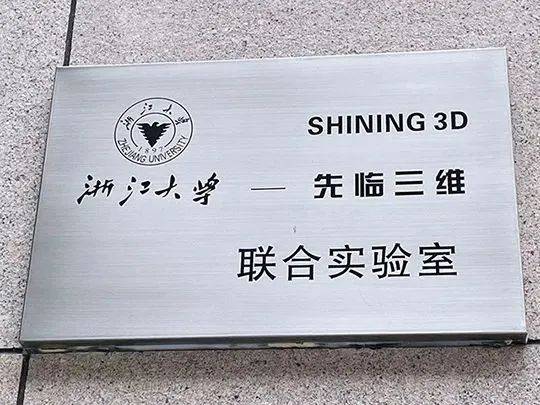 浙江大学
1897
ZHEJIANG UNIVERSITY
SHINING 3D
浙江大学 — 先临三维
联合实验室